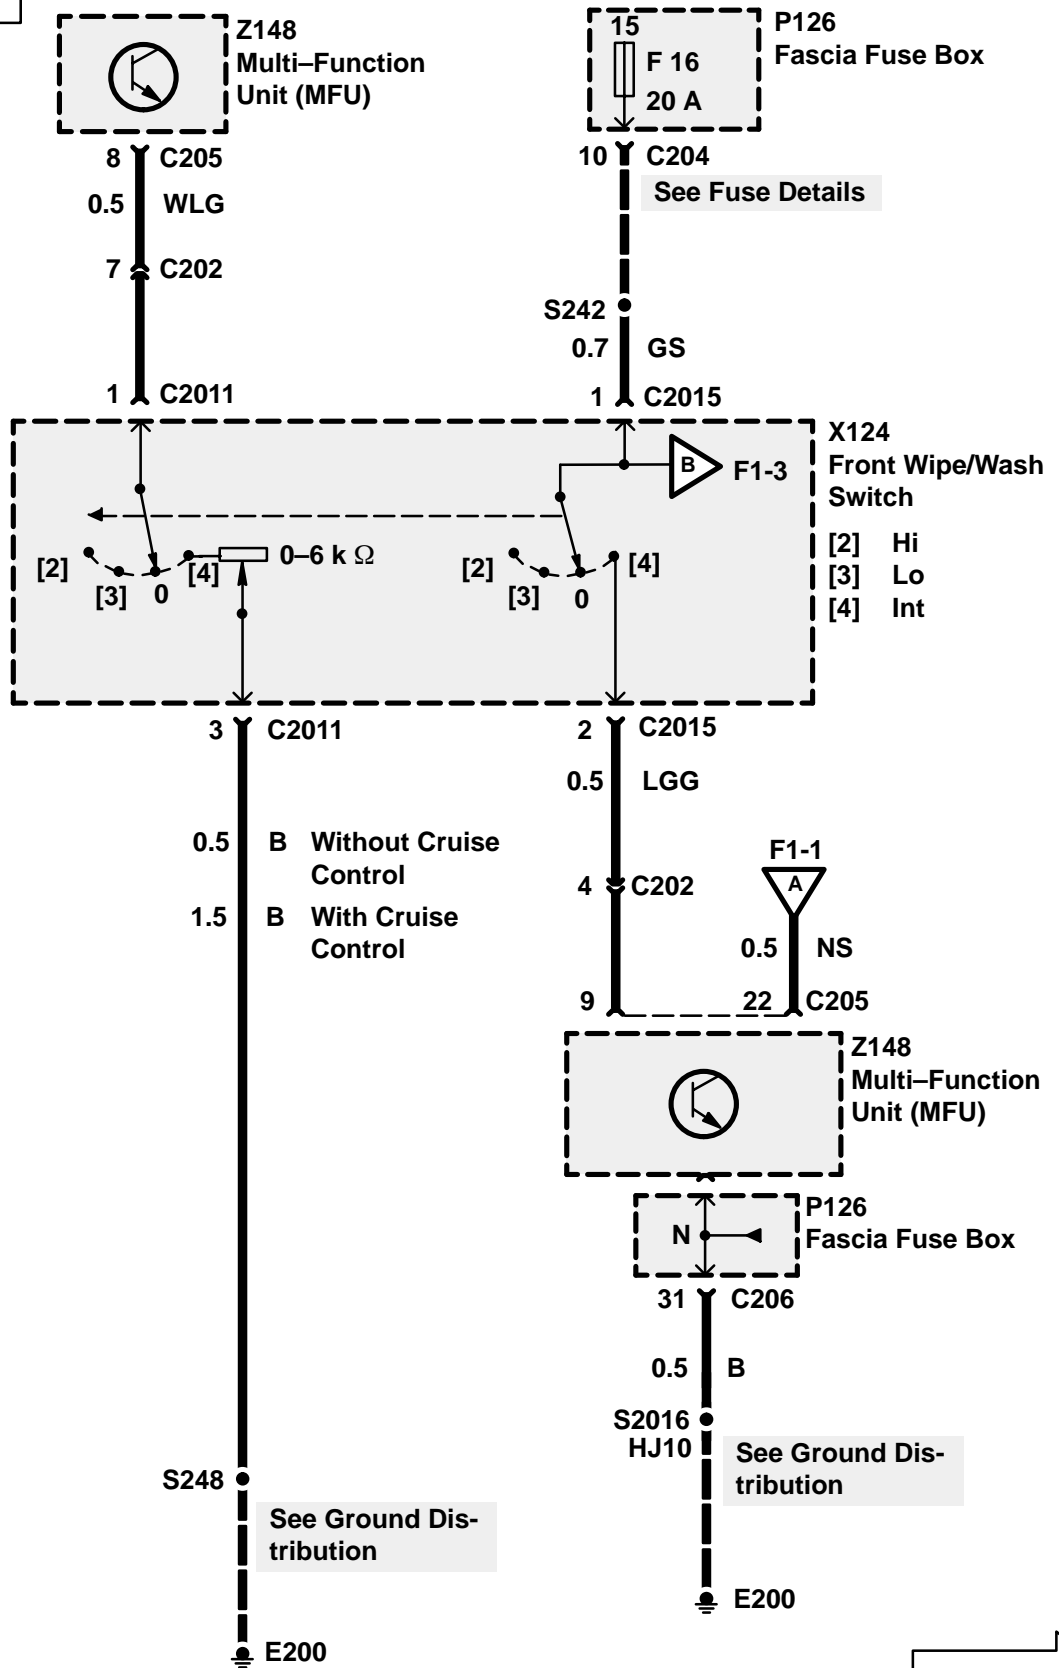 Z148
Multi–Function
Unit (MFU)
15
F 16
20 A
P126
Fascia Fuse Box
8 C205
10 C204
0.5 WLG
See Fuse Details
7 C202
S242
0.7 GS
1 C2011
1 C2015
X124
Front Wipe/Wash
Switch
B F1-3
[2] Hi
[3] Lo
[4] Int
[2] [3] 0 [4] 0–6 k Ω
[2] [3] 0 [4]
3 C2011
2 C2015
0.5 LGG
0.5 B Without Cruise
Control
1.5 B With Cruise
Control
F1-1
A
4 C202
0.5 NS
9 22 C205
Z148
Multi–Function
Unit (MFU)
P126
Fascia Fuse Box
N
31 C206
0.5 B
S2016
HJ10
See Ground Dis-
tribution
S248
See Ground Dis-
tribution
E200
E200